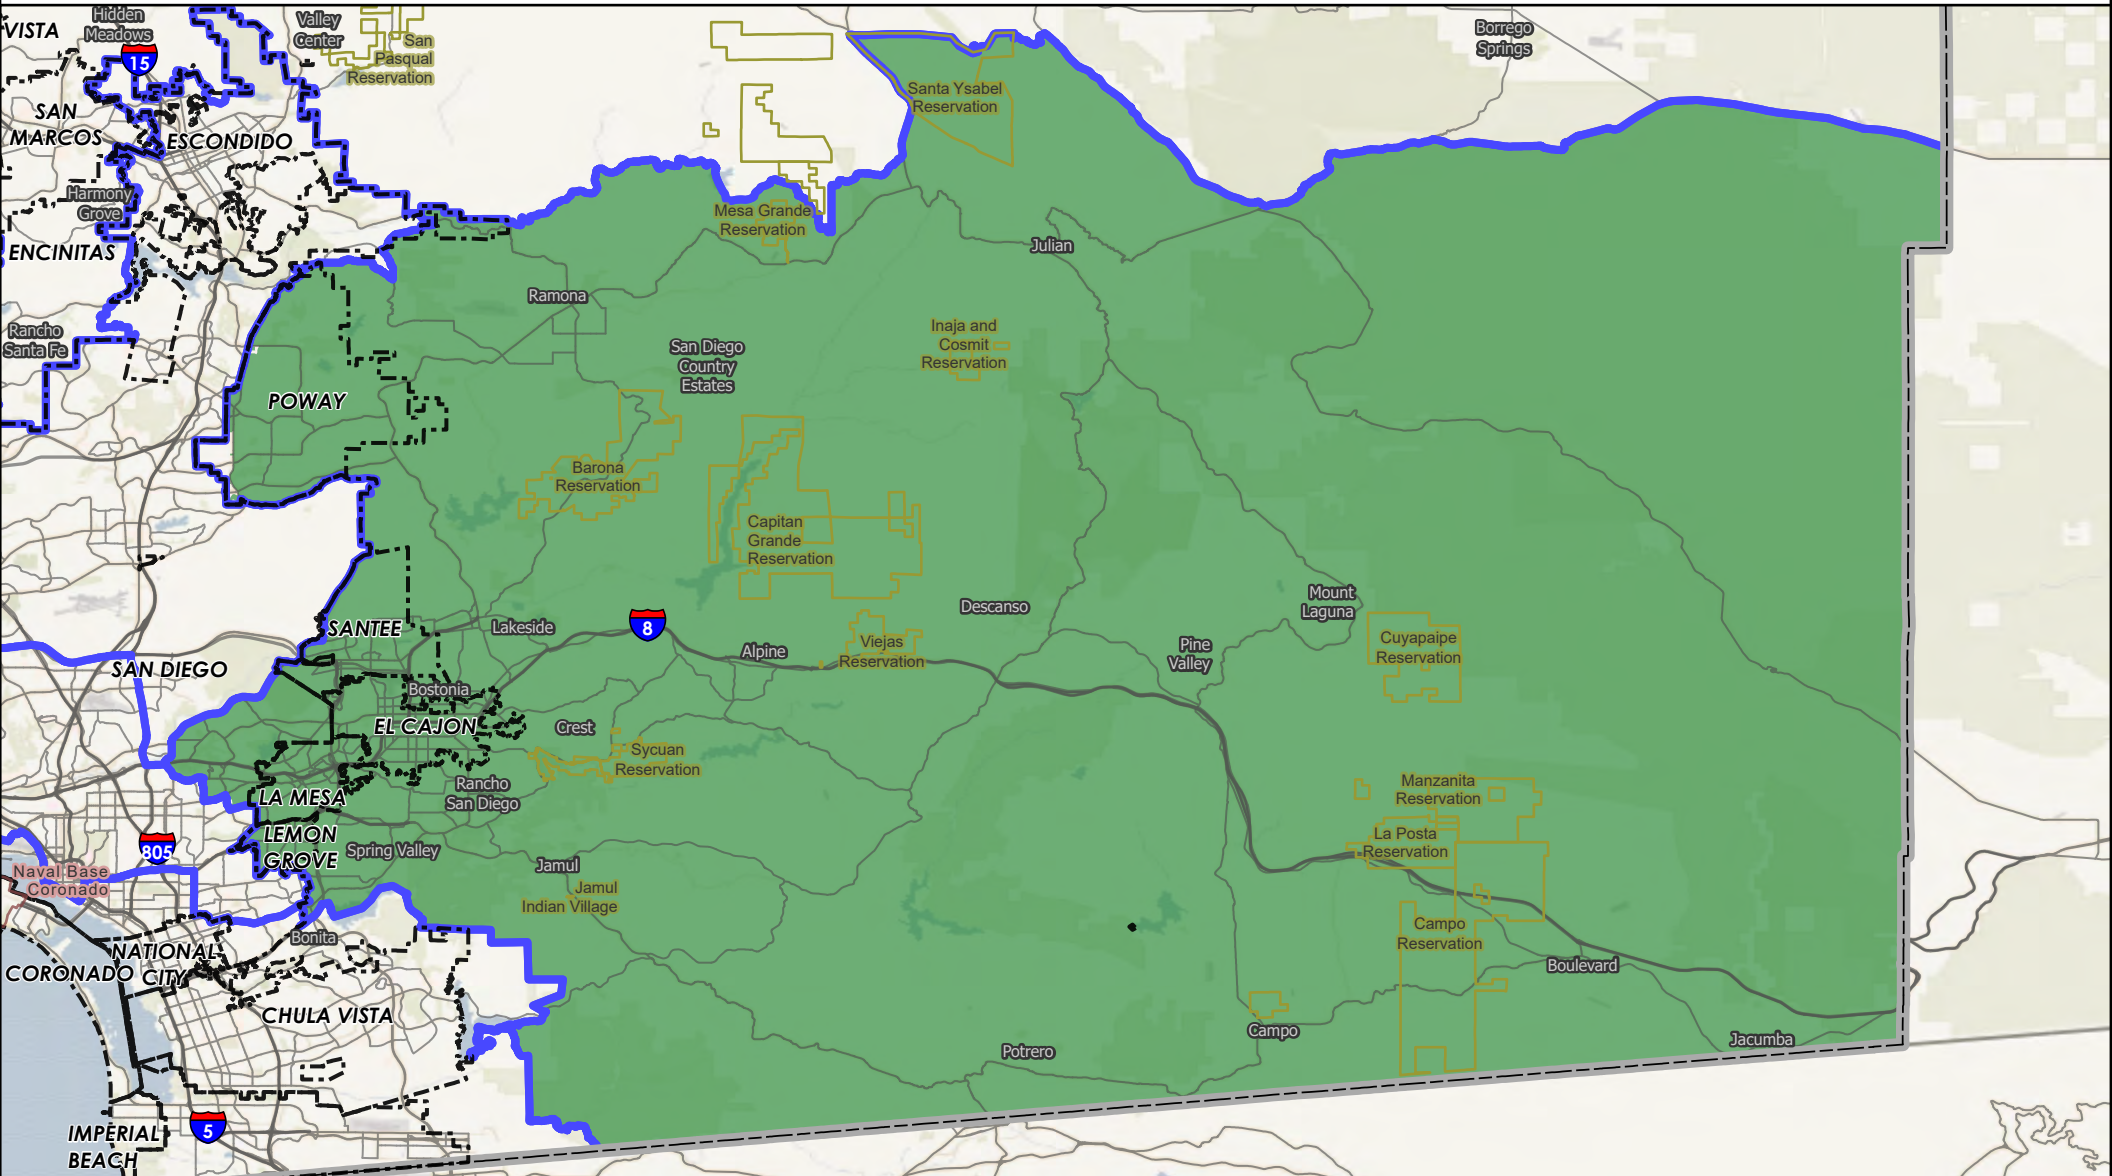 Hidden
Meadows
Valley
Center
San
Pasqual
Reservation
Borrego
Springs
VISTA
15
SAN
MARCOS
ESCONDIDO
Santa Ysabel
Reservation
Harmony
Grove
ENCINITAS
Mesa Grande
Reservation
Julian
Ramona
Rancho
Santa Fe
San Diego
Country
Estates
Inaja and
Cosmit
Reservation
POWAY
Barona
Reservation
Capitan
Grande
Reservation
SANTEE
Lakeside
8
Descanso
Mount
Laguna
Alpine
Viejas
Reservation
Pine
Valley
Cuyapaipe
Reservation
SAN DIEGO
Bostonia
EL CAJON
Crest
Sycuan
Reservation
Rancho
San Diego
LA MESA
Manzanita
Reservation
LEMON
GROVE
805
Spring Valley
La Posta
Reservation
Naval Base
Coronado
Jamul
Jamul
Indian Village
Bonita
Campo
Reservation
NATIONAL
CITY
CORONADO
Boulevard
CHULA VISTA
Campo
Potrero
Jacumba
5
IMPERIAL
BEACH